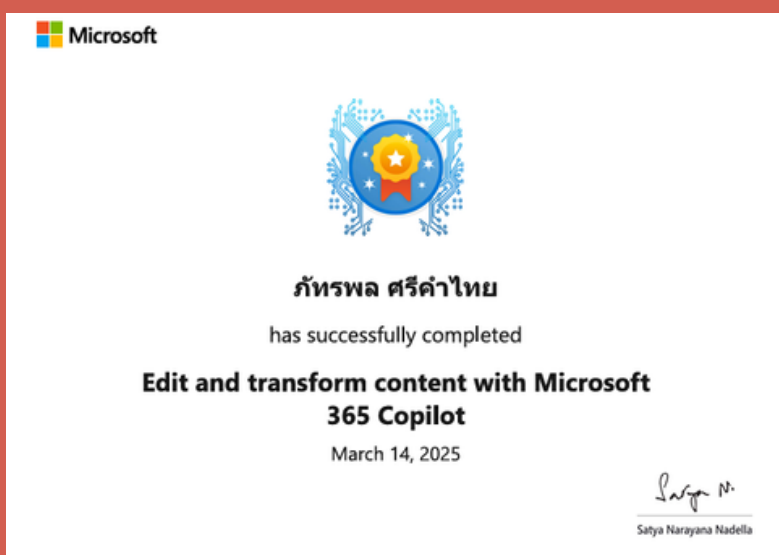 Microsoft
ภัทรพล ศรีคำไทย
has successfully completed
Edit and transform content with Microsoft
365 Copilot
March 14, 2025
Satya N.
Satya Narayana Nadella